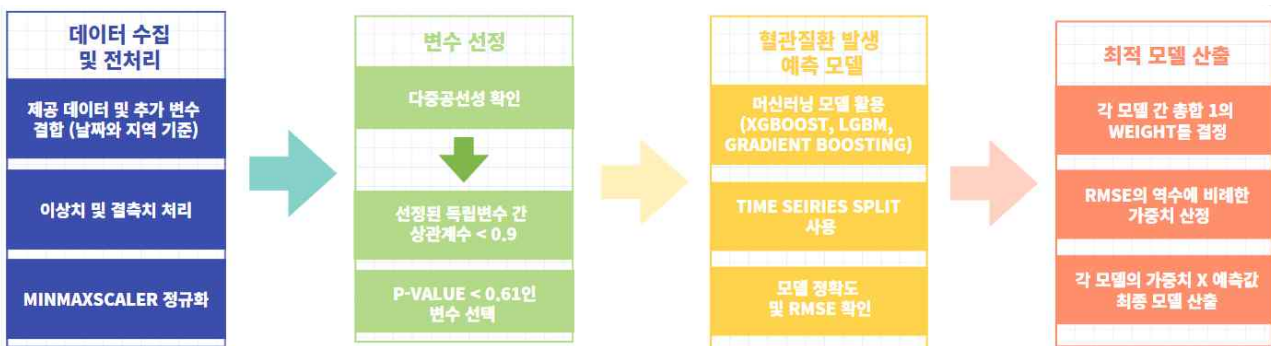 데이터 수집
및 전처리
제공 데이터 및 추가 변수
결합 (날짜와 지역 기준)
이상치 및 결측치 처리
MINMAXSCALER 정규화
변수 선정
다중공선성 확인
선정된 독립변수 간
상관계수 < 0.9
P-VALUE < 0.61인
변수 선택
혈관질환 발생
예측 모델
머신러닝 모델 활용
(XGBOOST, LGBM,
GRADIENT BOOSTING)
TIME SEIRIES SPLIT
사용
모델 정확도
및 RMSE 확인
최적 모델 산출
각 모델 간 총합 1의
WEIGHT들 결정
RMSE의 역수에 비례한
가중치 산정
각 모델의 가중치 X 예측값
최종 모델 산출